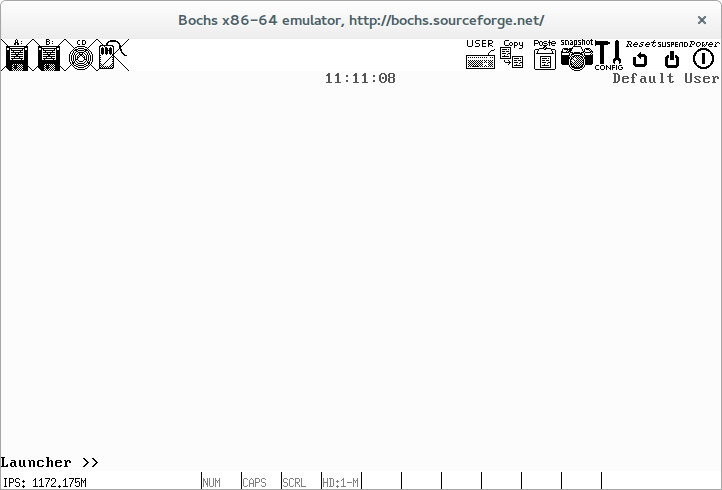 Bochs x86-64 emulator, http://bochs.sourceforge.net/
A: B: CD USER Copy Paste snapshot CONFIG Reset SUSPEND Power
11:11:08 Default User
Launcher >>
IPS: 1172.175M NUM CAPS SCRL HD:1-M